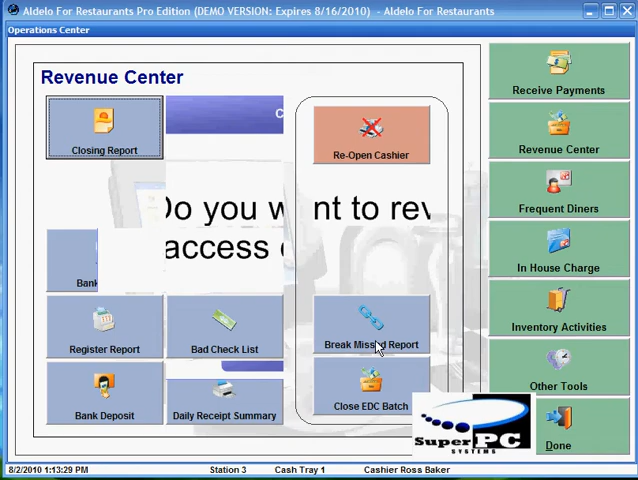 Aldelo For Restaurants Pro Edition (DEMO VERSION: Expires 8/16/2010) - Aldelo For Restaurants
Operations Center
Revenue Center
Closing Report
C
Re-Open Cashier
Do you w nt to rev
access
Bank
Register Report
Bad Check List
Break Missed Report
Bank Deposit
Daily Receipt Summary
Close EDC Batch
Receive Payments
Revenue Center
Frequent Diners
In House Charge
Inventory Activities
Other Tools
Done
Super PC
SYSTEMS
8/2/2010 1:13:29 PM Station 3 Cash Tray 1 Cashier Ross Baker